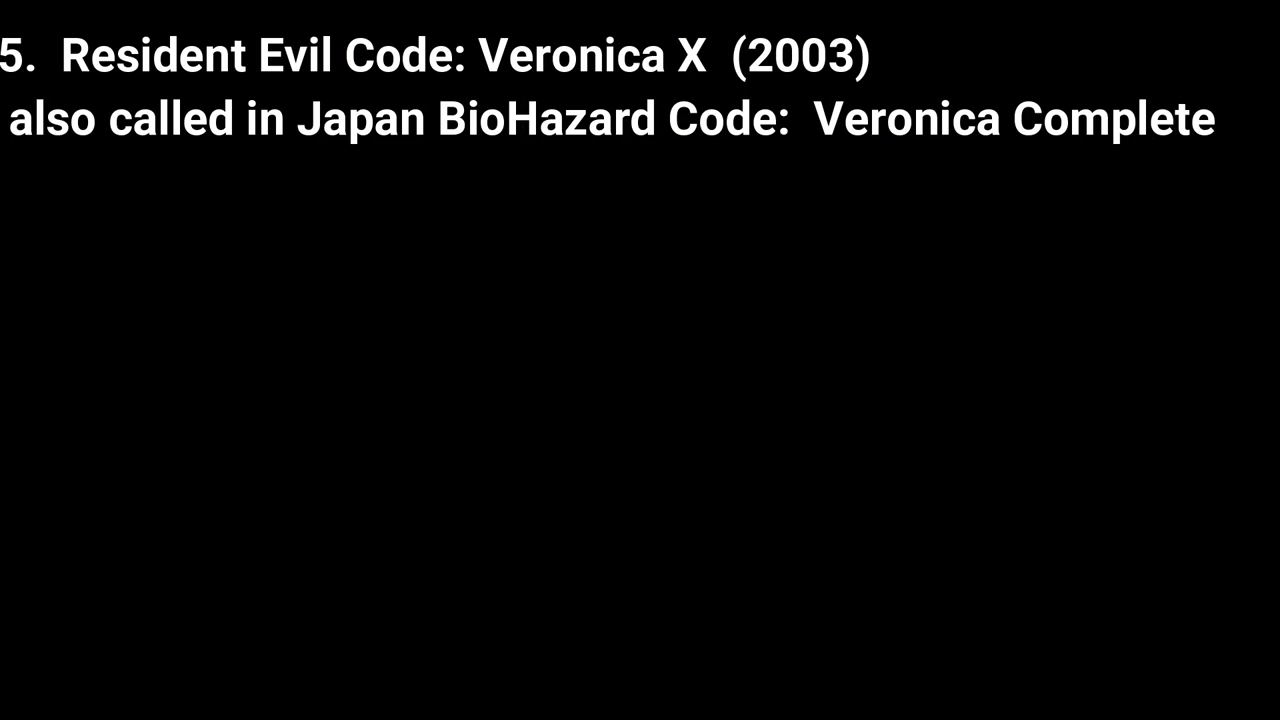 5.  Resident Evil Code: Veronica X  (2003)
also called in Japan BioHazard Code:  Veronica Complete